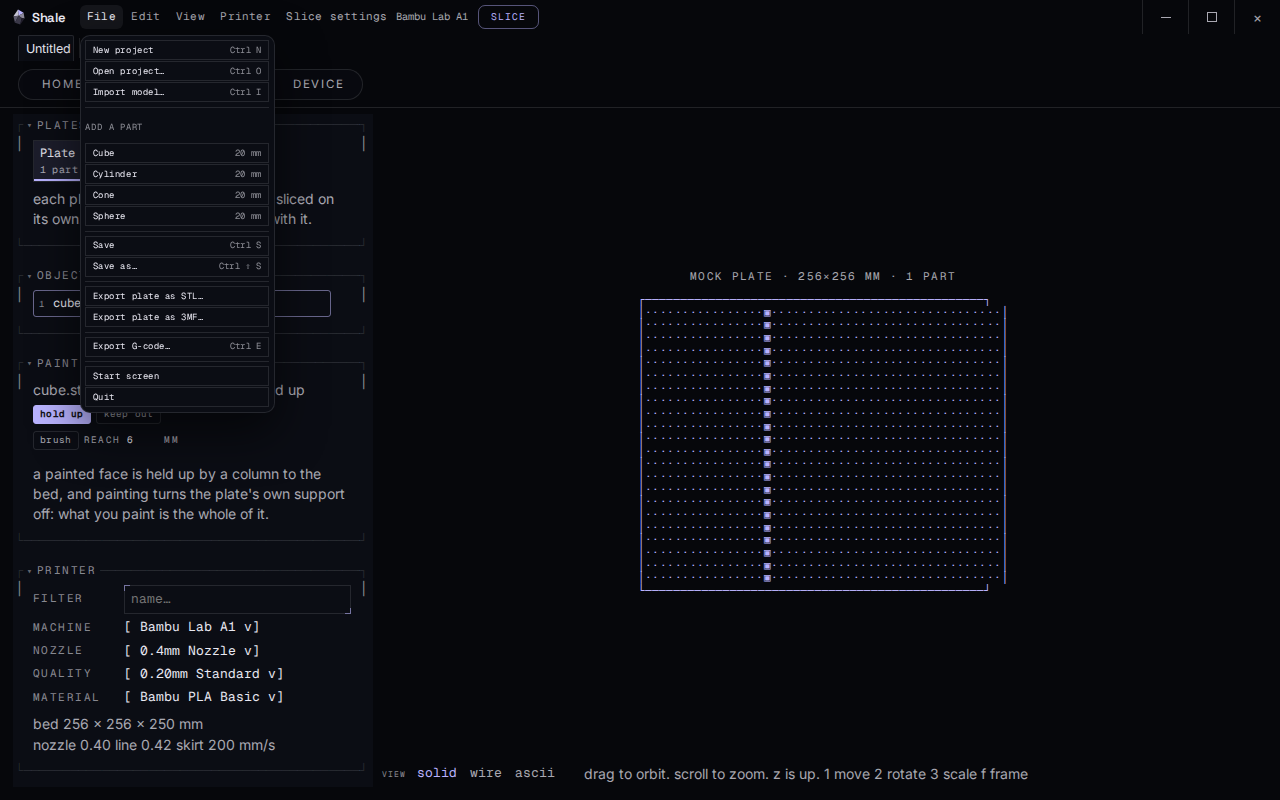 Shale File Edit View Printer Slice settings Bambu Lab A1 SLICE
Untitled
HOME DEVICE
New project Ctrl N
Open project… Ctrl O
Import model… Ctrl I
ADD A PART
Cube 20 mm
Cylinder 20 mm
Cone 20 mm
Sphere 20 mm
Save Ctrl S
Save as… Ctrl ⇧ S
Export plate as STL…
Export plate as 3MF…
Export G-code… Ctrl E
Start screen
Quit
PLATE
Plate
1 part
each sliced on
its own with it.
OBJEC
1 cube
PAINT
cube.st d up
hold up keep out
brush REACH 6 MM
a painted face is held up by a column to the
bed, and painting turns the plate's own support
off: what you paint is the whole of it.
PRINTER
FILTER name…
MACHINE [ Bambu Lab A1 v]
NOZZLE [ 0.4mm Nozzle v]
QUALITY [ 0.20mm Standard v]
MATERIAL [ Bambu PLA Basic v]
bed 256 × 256 × 250 mm
nozzle 0.40 line 0.42 skirt 200 mm/s
MOCK PLATE · 256×256 MM · 1 PART
VIEW solid wire ascii drag to orbit. scroll to zoom. z is up. 1 move 2 rotate 3 scale f frame